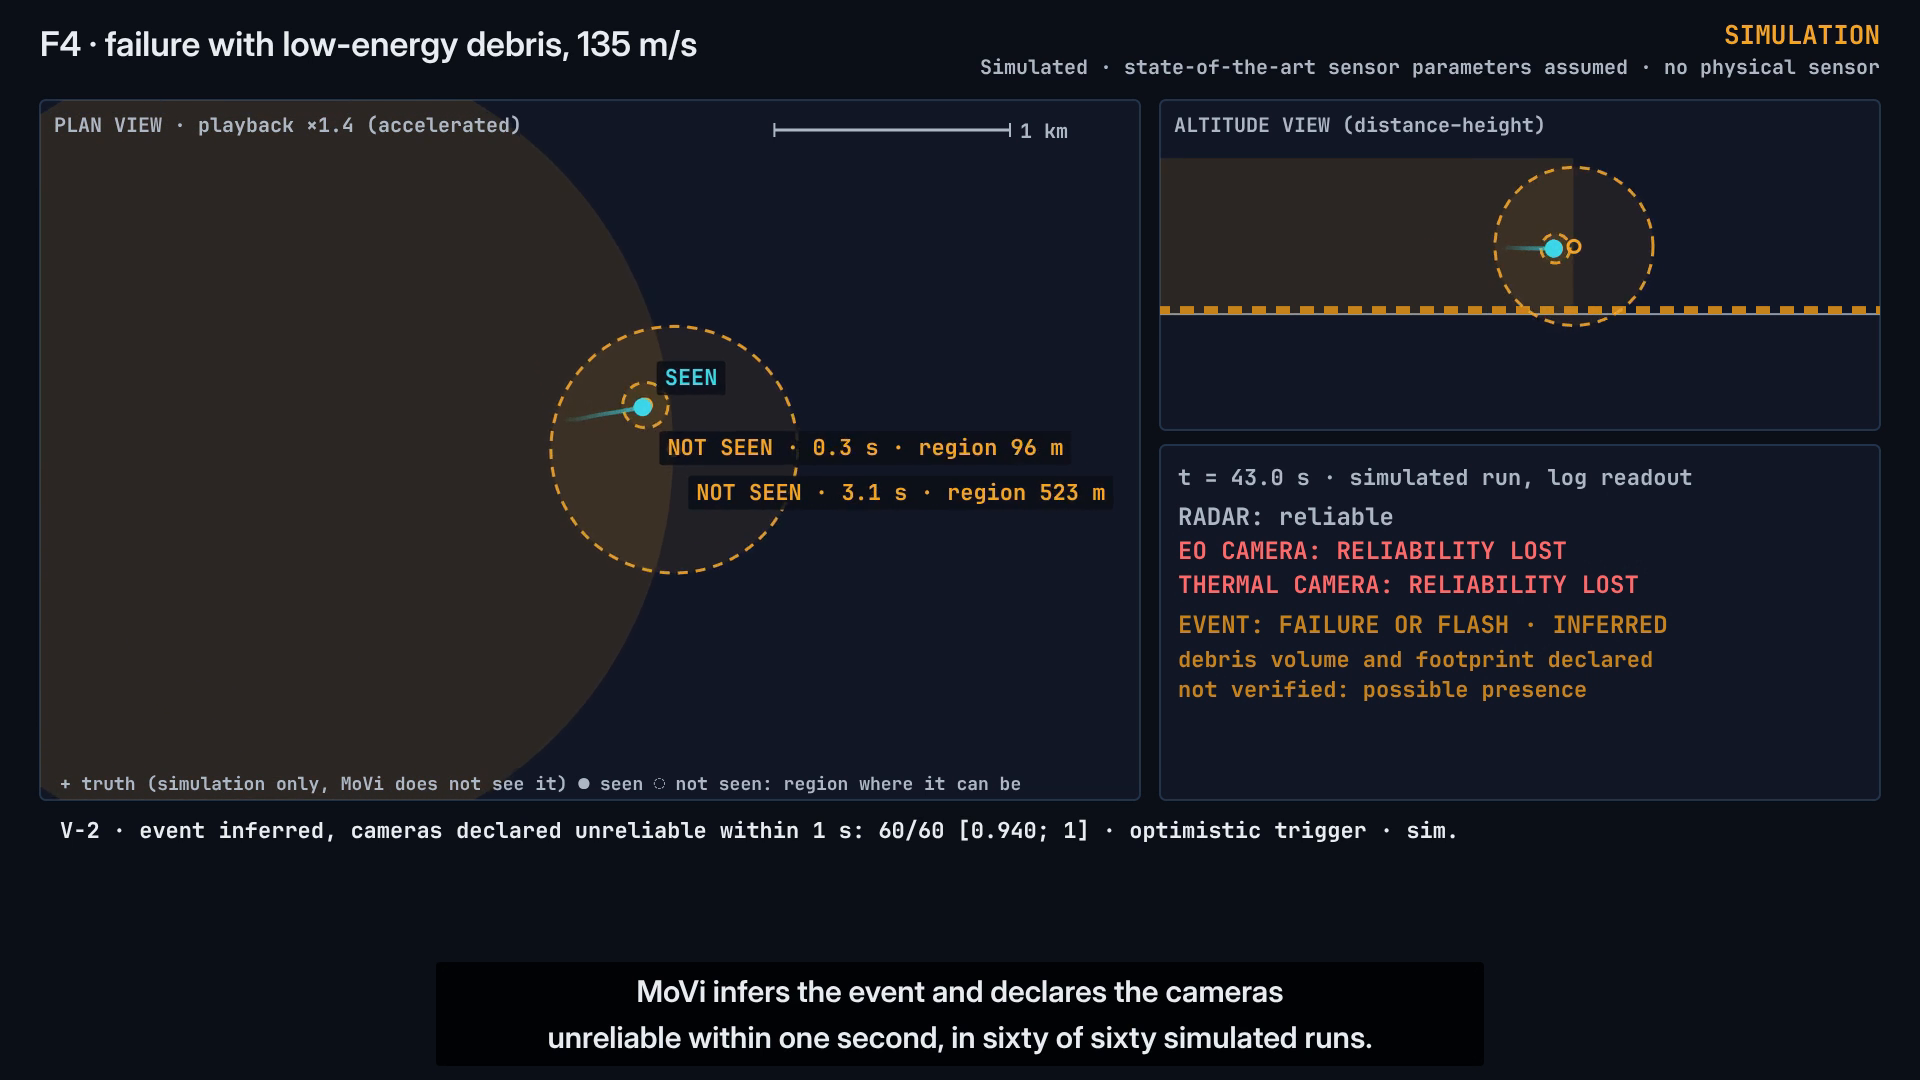 F4 · failure with low-energy debris, 135 m/s
SIMULATION
Simulated · state-of-the-art sensor parameters assumed · no physical sensor
PLAN VIEW · playback ×1.4 (accelerated)
1 km
SEEN
NOT SEEN · 0.3 s · region 96 m
NOT SEEN · 3.1 s · region 523 m
+ truth (simulation only, MoVi does not see it) ● seen ◌ not seen: region where it can be
ALTITUDE VIEW (distance-height)
t = 43.0 s · simulated run, log readout
RADAR: reliable
EO CAMERA: RELIABILITY LOST
THERMAL CAMERA: RELIABILITY LOST
EVENT: FAILURE OR FLASH · INFERRED
debris volume and footprint declared
not verified: possible presence
V-2 · event inferred, cameras declared unreliable within 1 s: 60/60 [0.940; 1] · optimistic trigger · sim.
MoVi infers the event and declares the cameras
unreliable within one second, in sixty of sixty simulated runs.